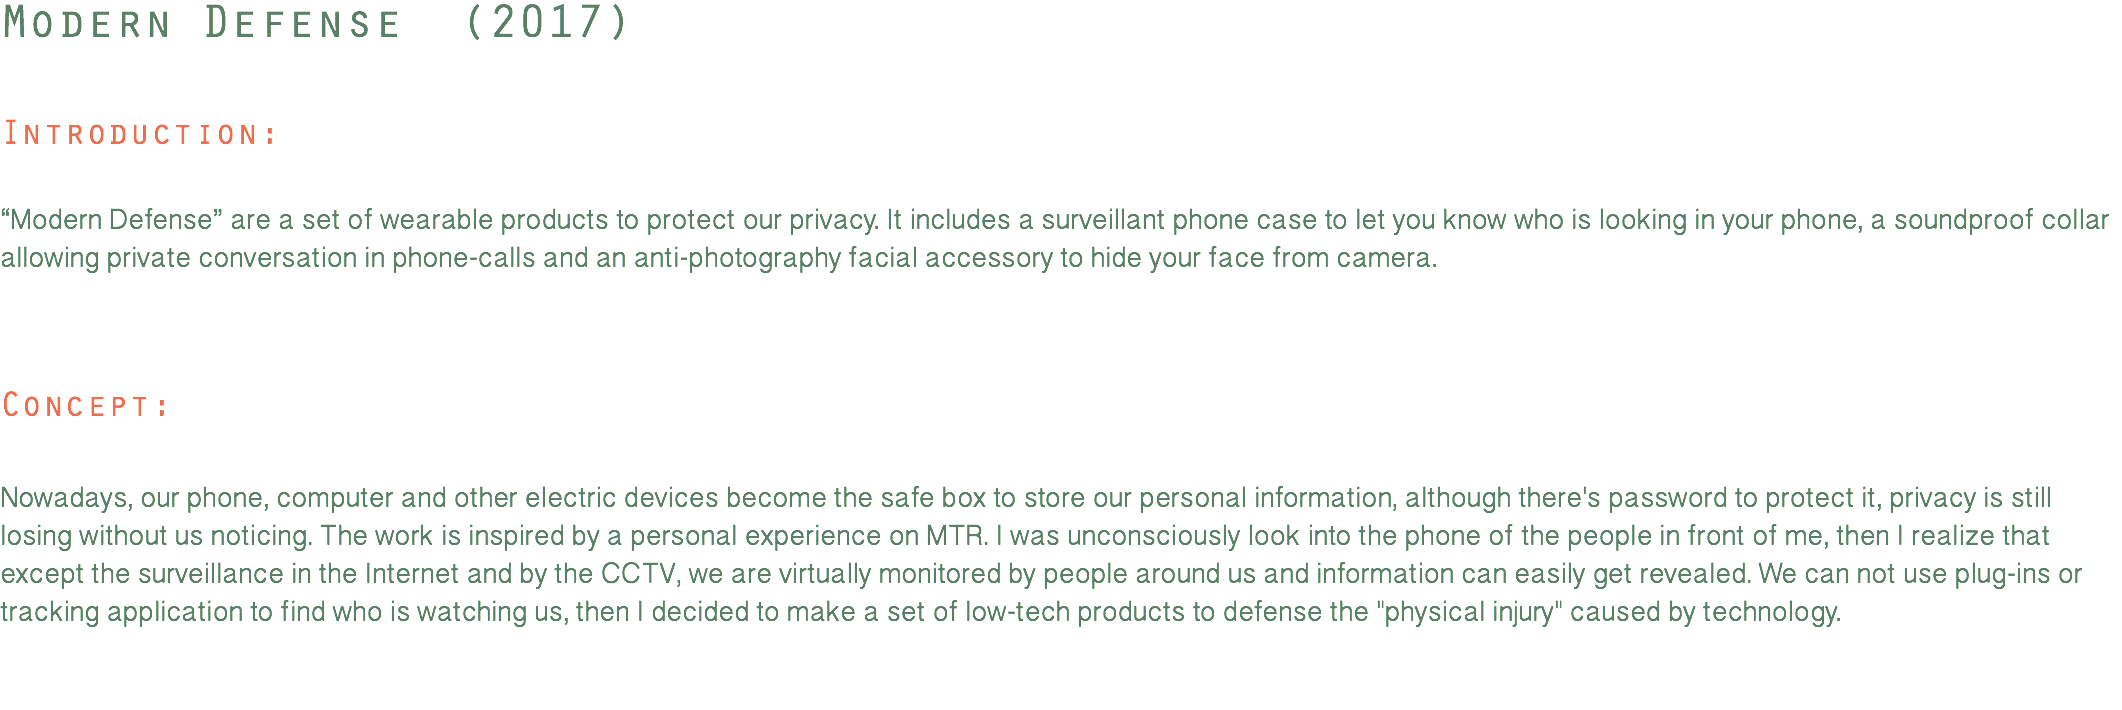 Modern Defense (2017)
Introduction:
“Modern Defense” are a set of wearable products to protect our privacy. It includes a surveillant phone case to let you know who is looking in your phone, a soundproof collar
allowing private conversation in phone-calls and an anti-photography facial accessory to hide your face from camera.
Concept:
Nowadays, our phone, computer and other electric devices become the safe box to store our personal information, although there's password to protect it, privacy is still
losing without us noticing. The work is inspired by a personal experience on MTR. I was unconsciously look into the phone of the people in front of me, then I realize that
except the surveillance in the Internet and by the CCTV, we are virtually monitored by people around us and information can easily get revealed. We can not use plug-ins or
tracking application to find who is watching us, then I decided to make a set of low-tech products to defense the "physical injury" caused by technology.